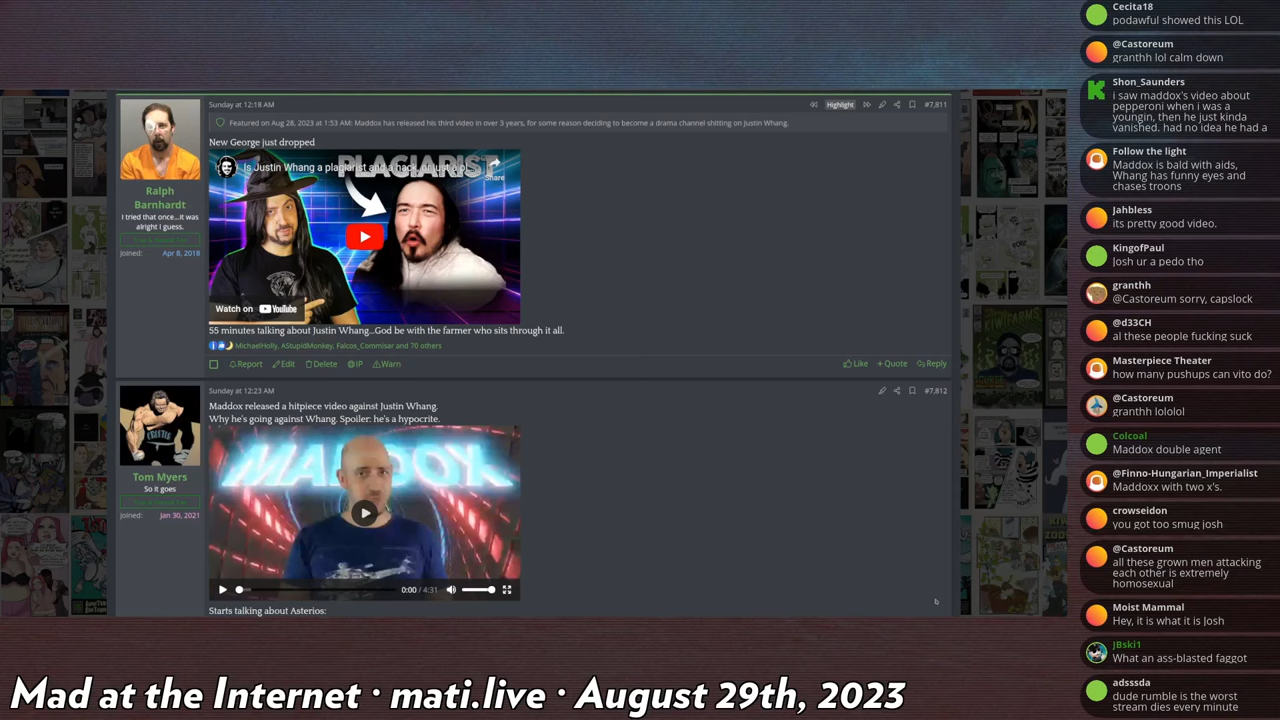 Sunday at 12:18 AM
Highlight
#7,811
Featured on Aug 28, 2023 at 1:53 AM: Maddox has released his third video in over 3 years, for some reason deciding to become a drama channel shitting on Justin Whang.
New George just dropped
Is Justin Whang a plagiarist and a hack, or just a p
PLAGIARIST
Share
Watch on YouTube
Ralph
Barnhardt
I tried that once...it was
alright I guess.
Joined: Apr 8, 2018
55 minutes talking about Justin Whang...God be with the farmer who sits through it all.
MichaelHolly, AStupidMonkey, Falcos_Commisar and 70 others
Report Edit Delete IP Warn
Like + Quote Reply
Sunday at 12:23 AM
#7,812
Maddox released a hitpiece video against Justin Whang.
Why he's going against Whang. Spoiler: he's a hypocrite.
MADDOX
Tom Myers
So it goes
Joined: Jan 30, 2021
0:00 / 4:31
Starts talking about Asterios:
Cecita18
podawful showed this LOL
@Castoreum
granthh lol calm down
Shon_Saunders
i saw maddox's video about
pepperoni when i was a
youngin, then he just kinda
vanished. had no idea he had a
Follow the light
Maddox is bald with aids.
Whang has funny eyes and
chases troons
Jahbless
its pretty good video.
KingofPaul
Josh ur a pedo tho
granthh
@Castoreum sorry, capslock
@d33CH
al these people fucking suck
Masterpiece Theater
how many pushups can vito do?
@Castoreum
granthh lololol
Colcoal
Maddox double agent
@Finno-Hungarian_Imperialist
Maddoxx with two x's.
crowseidon
you got too smug josh
@Castoreum
all these grown men attacking
each other is extremely
homosexual
Moist Mammal
Hey, it is what it is Josh
JBski1
What an ass-blasted faggot
adsssda
dude rumble is the worst
stream dies every minute
Mad at the Internet · mati.live · August 29th, 2023